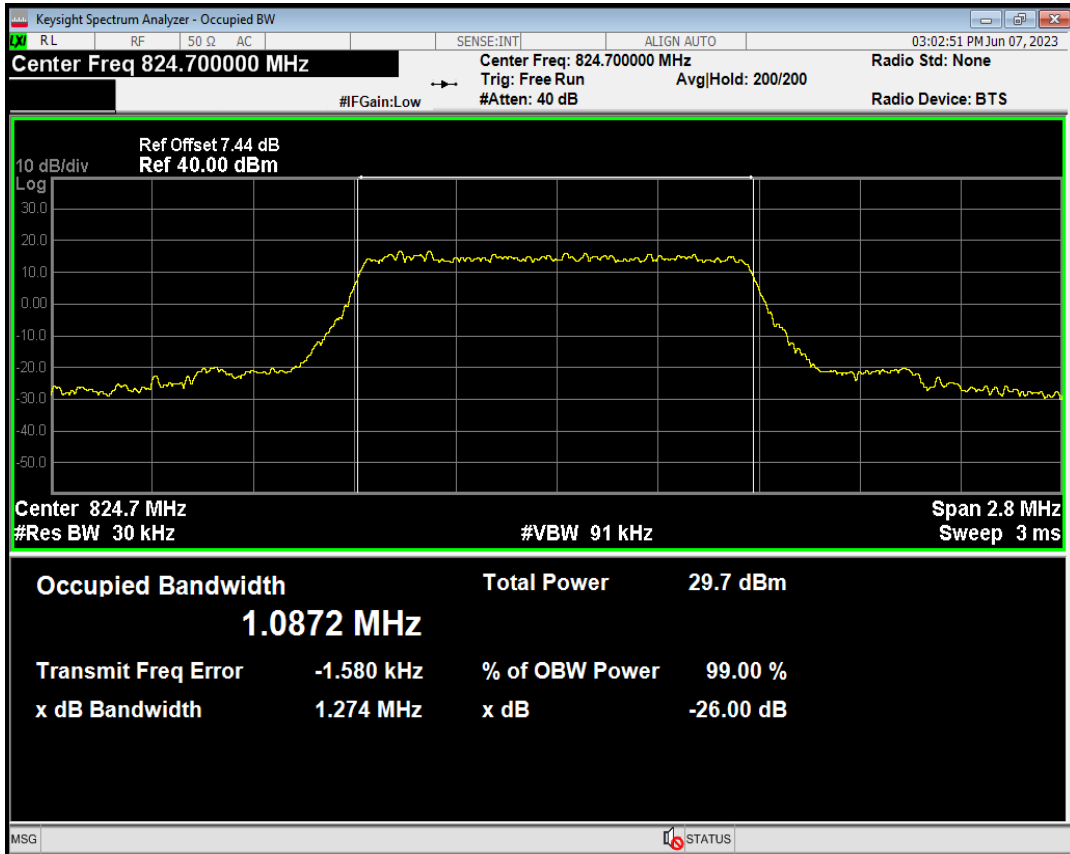 Keysight Spectrum Analyzer - Occupied BW
LXI RL RF 50 Ω AC SENSE:INT ALIGN AUTO 03:02:51 PM Jun 07, 2023
Center Freq 824.700000 MHz Center Freq: 824.700000 MHz Radio Std: None
Trig: Free Run Avg|Hold: 200/200
#IFGain:Low #Atten: 40 dB Radio Device: BTS
Ref Offset 7.44 dB
10 dB/div Ref 40.00 dBm
Log
30.0
20.0
10.0
0.00
-10.0
-20.0
-30.0
-40.0
-50.0
Center 824.7 MHz Span 2.8 MHz
#Res BW 30 kHz #VBW 91 kHz Sweep 3 ms
Occupied Bandwidth Total Power 29.7 dBm
1.0872 MHz
Transmit Freq Error -1.580 kHz % of OBW Power 99.00 %
x dB Bandwidth 1.274 MHz x dB -26.00 dB
MSG STATUS